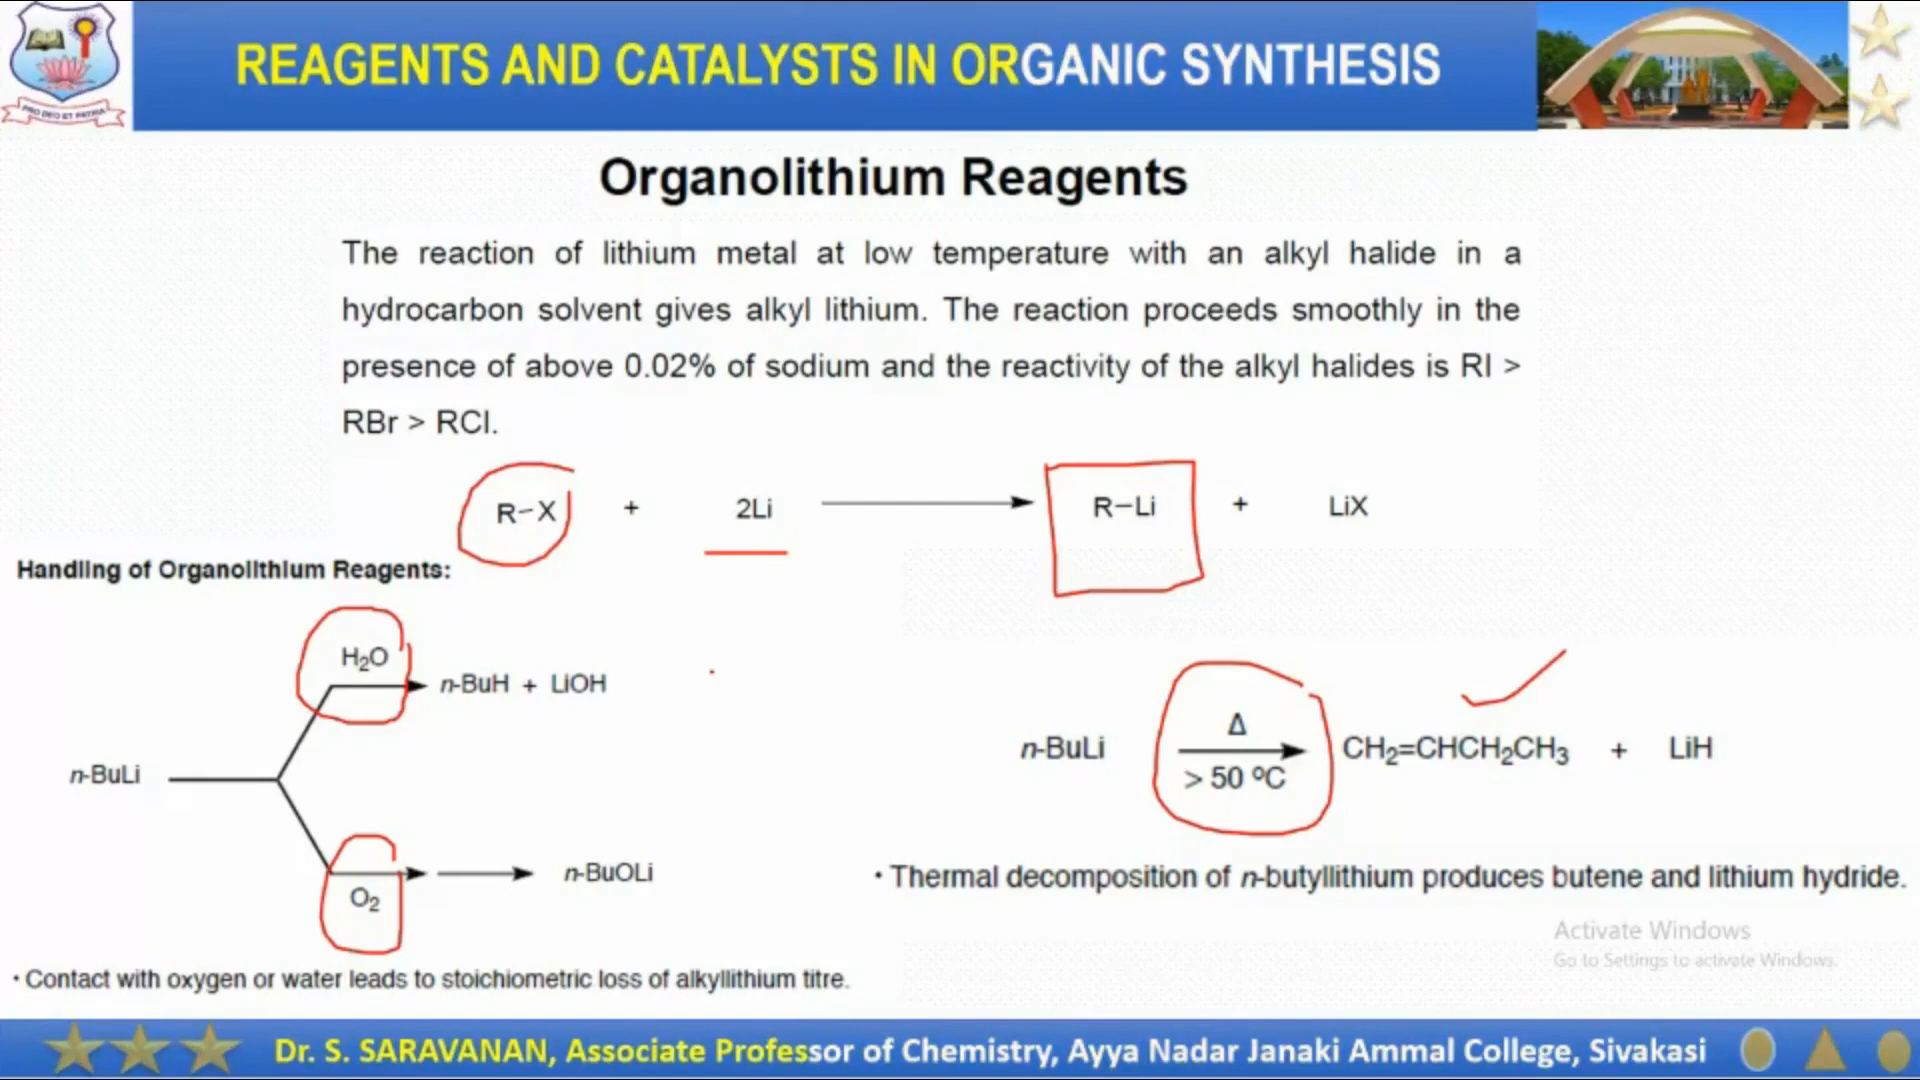 PRO DEO ET PATRIA
REAGENTS AND CATALYSTS IN ORGANIC SYNTHESIS
Organolithium Reagents
The reaction of lithium metal at low temperature with an alkyl halide in a
hydrocarbon solvent gives alkyl lithium. The reaction proceeds smoothly in the
presence of above 0.02% of sodium and the reactivity of the alkyl halides is RI >
RBr > RCl.
R–X + 2Li R–Li + LiX
Handling of Organolithium Reagents:
H₂O
n-BuH + LiOH
n-BuLi
O₂
n-BuOLi
• Contact with oxygen or water leads to stoichiometric loss of alkyllithium titre.
Δ
n-BuLi CH₂=CHCH₂CH₃ + LiH
> 50 ºC
• Thermal decomposition of n-butyllithium produces butene and lithium hydride.
Activate Windows
Go to Settings to activate Windows.
Dr. S. SARAVANAN, Associate Professor of Chemistry, Ayya Nadar Janaki Ammal College, Sivakasi